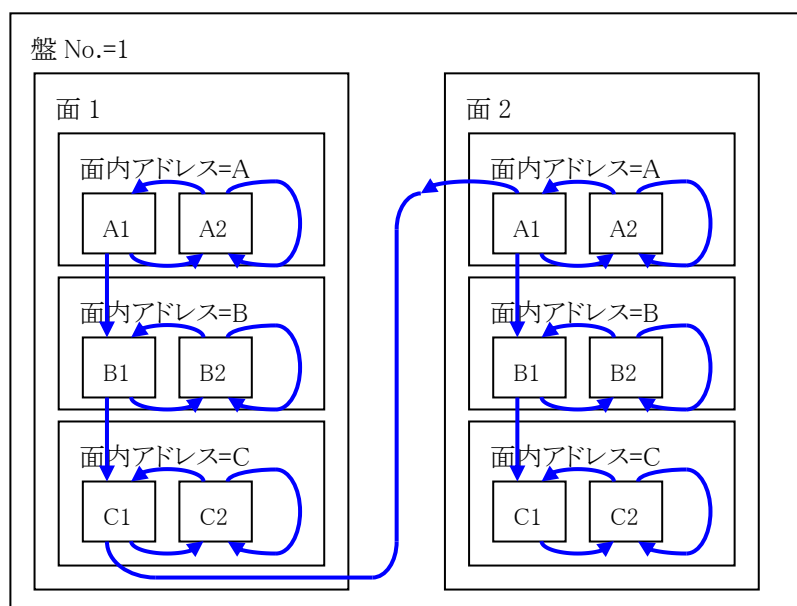 盤 No.=1
面 1
面内アドレス=A
A1
A2
面内アドレス=B
B1
B2
面内アドレス=C
C1
C2
面 2
面内アドレス=A
A1
A2
面内アドレス=B
B1
B2
面内アドレス=C
C1
C2